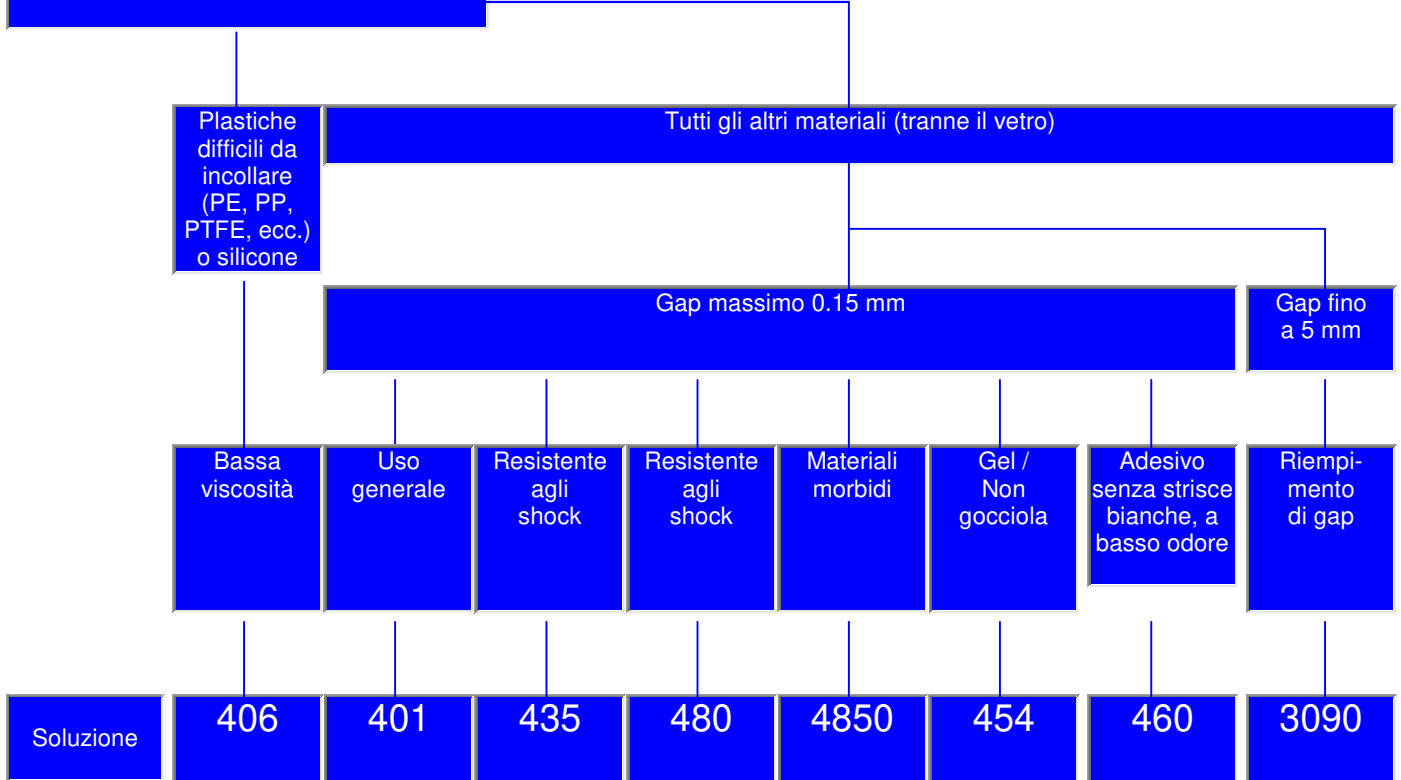 Plastiche
difficili da
incollare
(PE, PP,
PTFE, ecc.)
o silicone
Tutti gli altri materiali (tranne il vetro)
Gap massimo 0.15 mm
Gap fino
a 5 mm
Bassa
viscosità
Uso
generale
Resistente
agli
shock
Resistente
agli
shock
Materiali
morbidi
Gel /
Non
gocciola
Adesivo
senza strisce
bianche, a
basso odore
Riempi-
mento
di gap
Soluzione
406
401
435
480
4850
454
460
3090